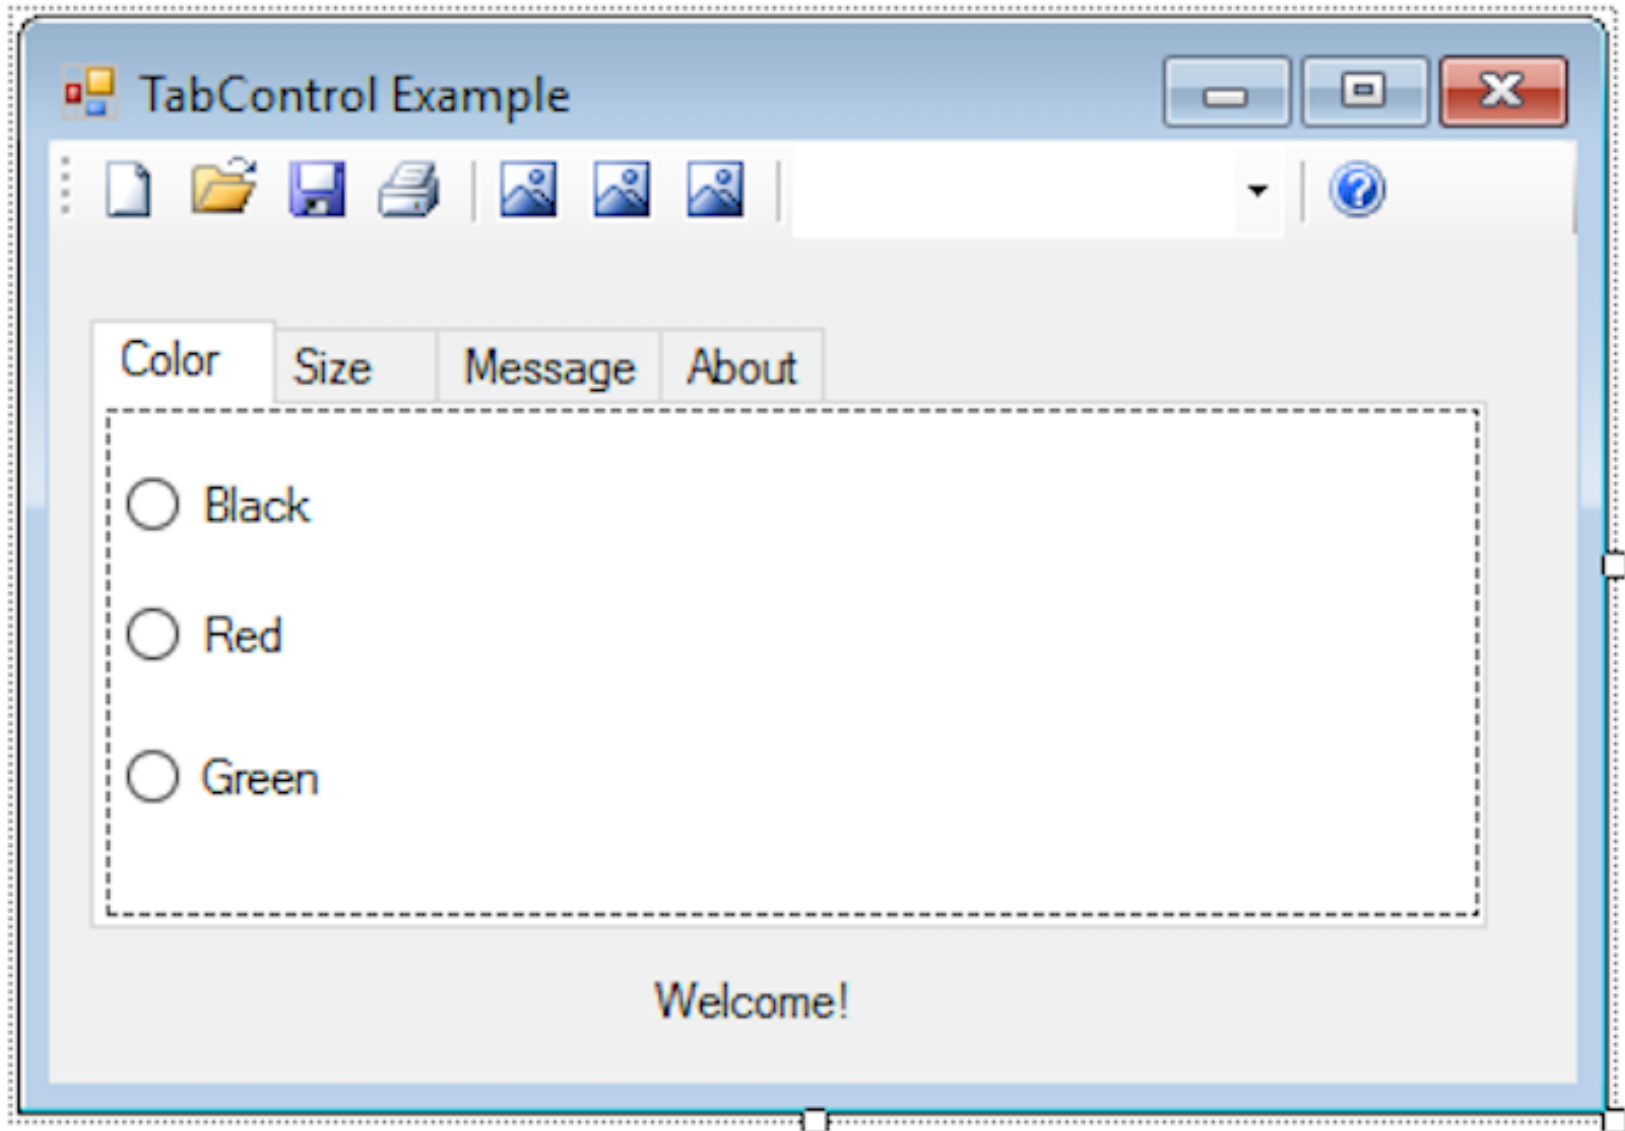 TabControl Example
Color Size Message About
Black
Red
Green
Welcome!